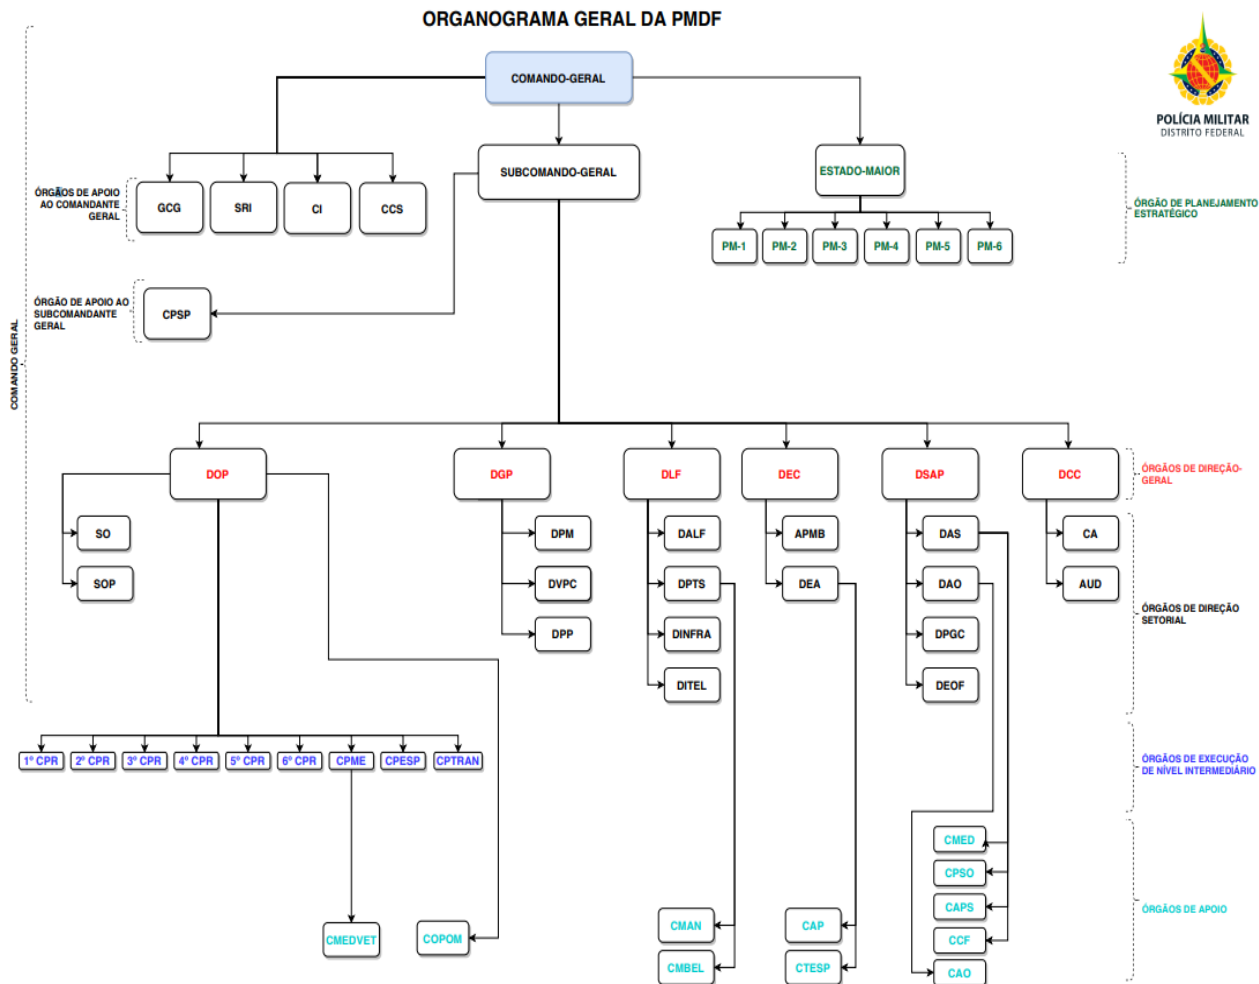 ORGANOGRAMA GERAL DA PMDF
POLÍCIA MILITAR
DISTRITO FEDERAL
COMANDO GERAL
COMANDO-GERAL
SUBCOMANDO-GERAL
ESTADO-MAIOR
ÓRGÃOS DE APOIO
AO COMANDANTE
GERAL
GCG
SRI
CI
CCS
PM-1
PM-2
PM-3
PM-4
PM-5
PM-6
ÓRGÃO DE PLANEJAMENTO
ESTRATÉGICO
ÓRGÃO DE APOIO AO
SUBCOMANDANTE
GERAL
CPSP
DOP
DGP
DLF
DEC
DSAP
DCC
ÓRGÃOS DE DIREÇÃO-
GERAL
SO
SOP
DPM
DVPC
DPP
DALF
DPTS
DINFRA
DITEL
APMB
DEA
DAS
DAO
DPGC
DEOF
CA
AUD
ÓRGÃOS DE DIREÇÃO
SETORIAL
1º CPR
2º CPR
3º CPR
4º CPR
5º CPR
6º CPR
CPME
CPESP
CPTRAN
ÓRGÃOS DE EXECUÇÃO
DE NÍVEL INTERMEDIÁRIO
CMEDVET
COPOM
CMAN
CMBEL
CAP
CTESP
CMED
CPSO
CAPS
CCF
CAO
ÓRGÃOS DE APOIO